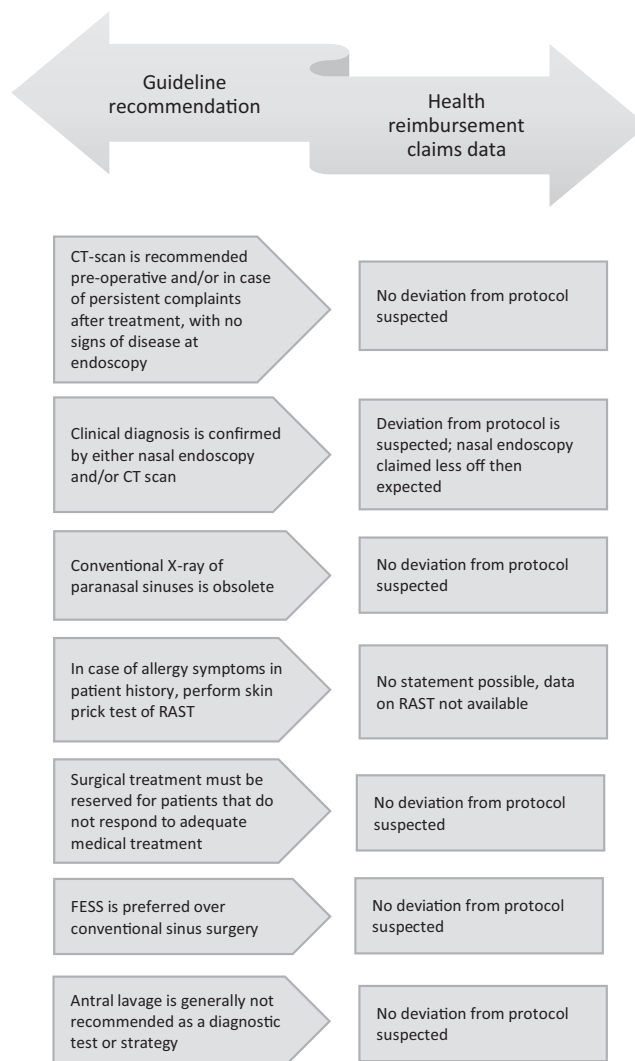 Guideline
recommendation
Health
reimbursement
claims data
CT-scan is recommended
pre-operative and/or in case
of persistent complaints
after treatment, with no
signs of disease at
endoscopy
No deviation from protocol
suspected
Clinical diagnosis is confirmed
by either nasal endoscopy
and/or CT scan
Deviation from protocol is
suspected; nasal endoscopy
claimed less off then
expected
Conventional X-ray of
paranasal sinuses is obsolete
No deviation from protocol
suspected
In case of allergy symptoms in
patient history, perform skin
prick test of RAST
No statement possible, data
on RAST not available
Surgical treatment must be
reserved for patients that do
not respond to adequate
medical treatment
No deviation from protocol
suspected
FESS is preferred over
conventional sinus surgery
No deviation from protocol
suspected
Antral lavage is generally not
recommended as a diagnostic
test or strategy
No deviation from protocol
suspected